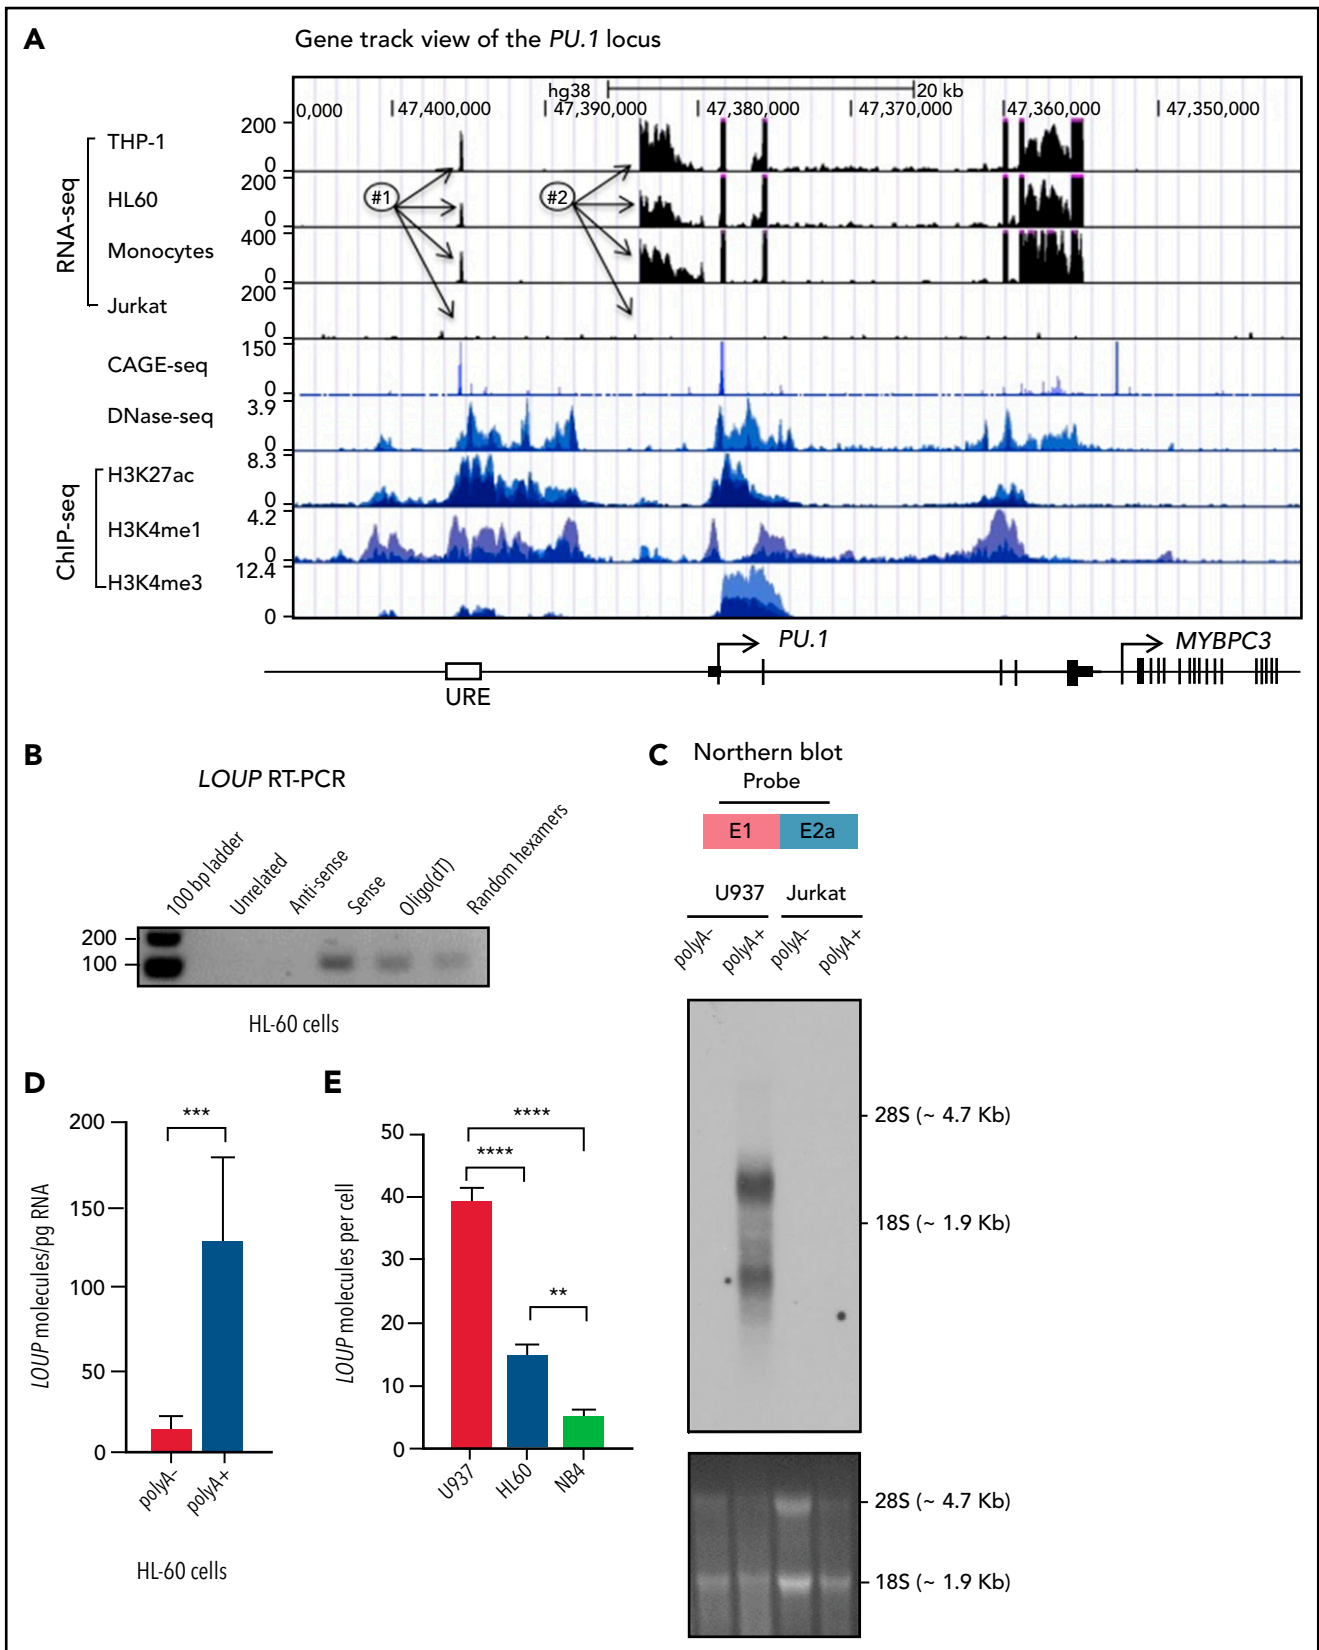 A
Gene track view of the PU.1 locus
hg38 20 kb
0,000 47,400,000 47,390,000 47,380,000 47,370,000 47,360,000 47,350,000
RNA-seq
THP-1 200 0
HL60 200 0
Monocytes 400 0
Jurkat 200 0
#1 #2
CAGE-seq 150 0
DNase-seq 3.9 0
ChIP-seq
H3K27ac 8.3 0
H3K4me1 4.2 0
H3K4me3 12.4 0
PU.1 MYBPC3
URE
B
LOUP RT-PCR
100 bp ladder Unrelated Anti-sense Sense Oligo(dT) Random hexamers
200
100
HL-60 cells
C
Northern blot
Probe
E1 E2a
U937 Jurkat
polyA− polyA+ polyA− polyA+
28S (~ 4.7 Kb)
18S (~ 1.9 Kb)
28S (~ 4.7 Kb)
18S (~ 1.9 Kb)
D
LOUP molecules/pg RNA
200
150
100
50
0
***
polyA− polyA+
HL-60 cells
E
LOUP molecules per cell
50
40
30
20
10
0
****
****
**
U937 HL60 NB4